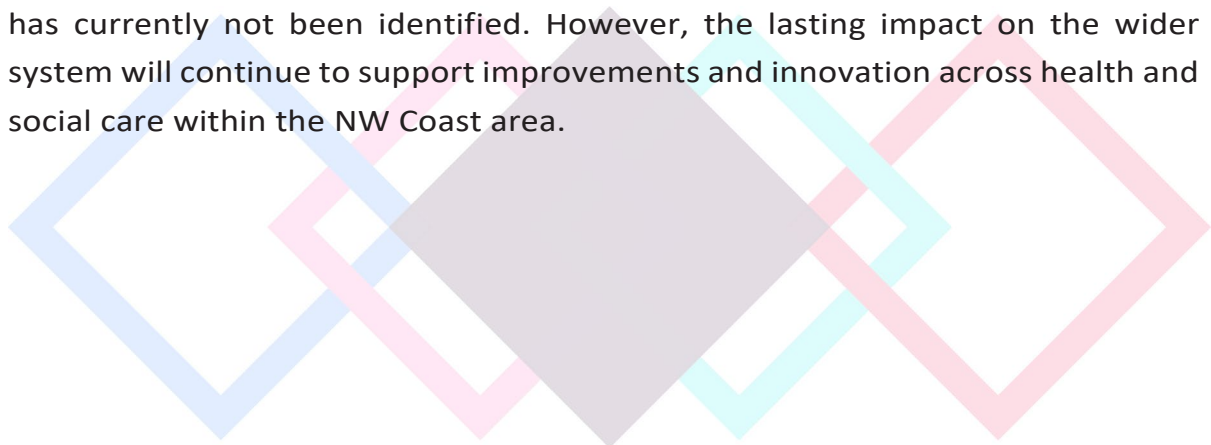 has currently not been identified. However, the lasting impact on the wider
system will continue to support improvements and innovation across health and
social care within the NW Coast area.